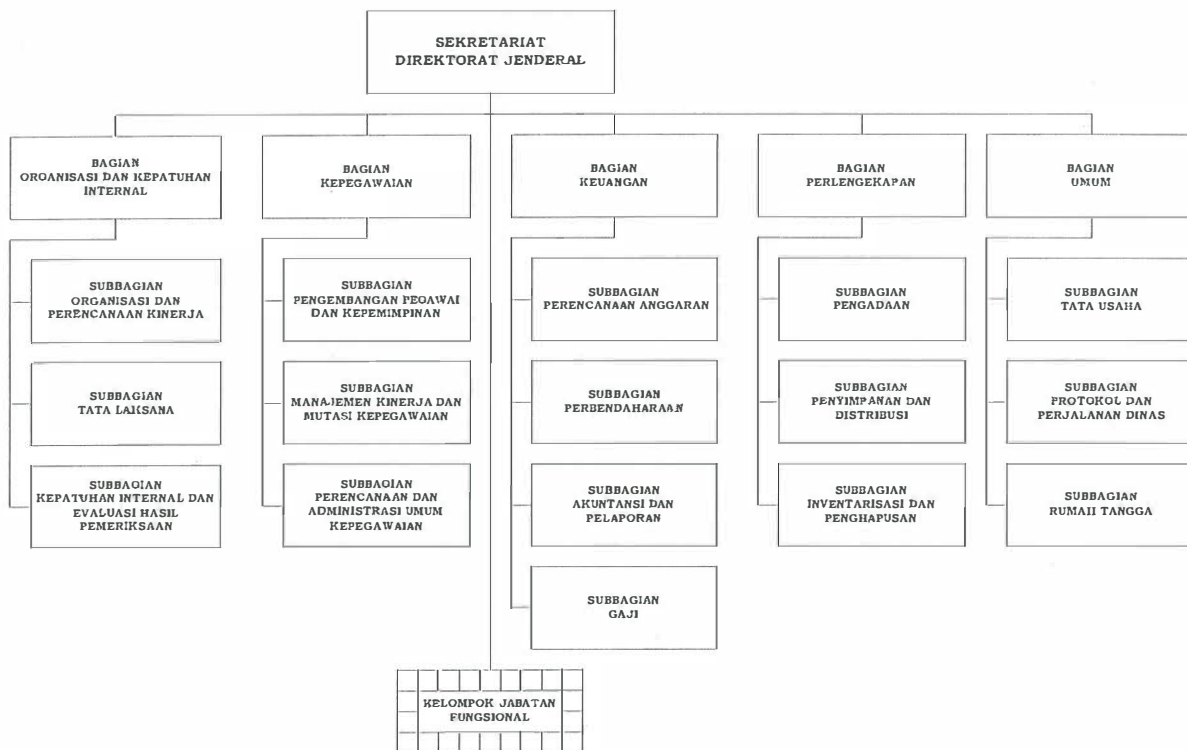 SEKRETARIAT
DIREKTORAT JENDERAL
BAGIAN
ORGANISASI DAN KEPATUHAN
INTERNAL
BAGIAN
KEPEGAWAIAN
BAGIAN
KEUANGAN
BAGIAN
PERLENGEKAPAN
BAGIAN
UMUM
SUBBAGIAN
ORGANISASI DAN
PERENCANAAN KINERJA
SUBBAGIAN
PENGEMBANGAN PEGAWAI
DAN KEPEMIMPINAN
SUBBAGIAN
PERENCANAAN ANGGARAN
SUBBAGIAN
PENGADAAN
SUBBAGIAN
TATA USAHA
SUBBAGIAN
TATA LAKSANA
SUBBAGIAN
MANAJEMEN KINERJA DAN
MUTASI KEPEGAWAIAN
SUBBAGIAN
PERBENDAHARAAN
SUBBAGIAN
PENYIMPANAN DAN
DISTRIBUSI
SUBBAGIAN
PROTOKOL DAN
PERJALANAN DINAS
SUBBAGIAN
KEPATUHAN INTERNAL DAN
EVALUASI HASIL
PEMERIKSAAN
SUBBAGIAN
PERENCANAAN DAN
ADMINISTRASI UMUM
KEPEGAWAIAN
SUBBAGIAN
AKUNTANSI DAN
PELAPORAN
SUBBAGIAN
INVENTARISASI DAN
PENGHAPUSAN
SUBBAGIAN
RUMAH TANGGA
SUBBAGIAN
GAJI
KELOMPOK JABATAN
FUNGSIONAL